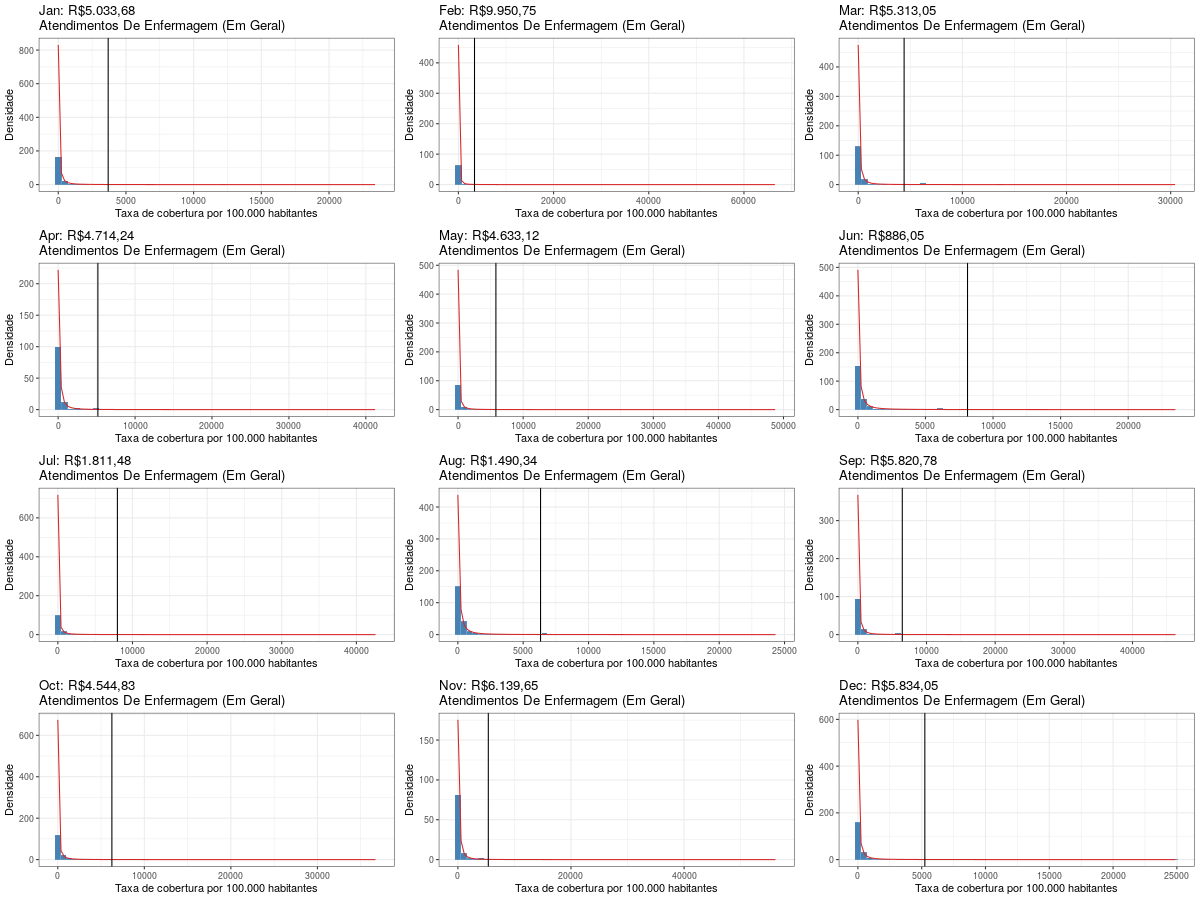 Jan: R$5.033,68
Atendimentos De Enfermagem (Em Geral)
Densidade
800
600
400
200
0
0 5000 10000 15000 20000
Taxa de cobertura por 100.000 habitantes
Feb: R$9.950,75
Atendimentos De Enfermagem (Em Geral)
Densidade
400
300
200
100
0
0 20000 40000 60000
Taxa de cobertura por 100.000 habitantes
Mar: R$5.313,05
Atendimentos De Enfermagem (Em Geral)
Densidade
400
300
200
100
0
0 10000 20000 30000
Taxa de cobertura por 100.000 habitantes
Apr: R$4.714,24
Atendimentos De Enfermagem (Em Geral)
Densidade
200
150
100
50
0
0 10000 20000 30000 40000
Taxa de cobertura por 100.000 habitantes
May: R$4.633,12
Atendimentos De Enfermagem (Em Geral)
Densidade
500
400
300
200
100
0
0 10000 20000 30000 40000 50000
Taxa de cobertura por 100.000 habitantes
Jun: R$886,05
Atendimentos De Enfermagem (Em Geral)
Densidade
500
400
300
200
100
0
0 5000 10000 15000 20000
Taxa de cobertura por 100.000 habitantes
Jul: R$1.811,48
Atendimentos De Enfermagem (Em Geral)
Densidade
600
400
200
0
0 10000 20000 30000 40000
Taxa de cobertura por 100.000 habitantes
Aug: R$1.490,34
Atendimentos De Enfermagem (Em Geral)
Densidade
400
300
200
100
0
0 5000 10000 15000 20000 25000
Taxa de cobertura por 100.000 habitantes
Sep: R$5.820,78
Atendimentos De Enfermagem (Em Geral)
Densidade
300
200
100
0
0 10000 20000 30000 40000
Taxa de cobertura por 100.000 habitantes
Oct: R$4.544,83
Atendimentos De Enfermagem (Em Geral)
Densidade
600
400
200
0
0 10000 20000 30000
Taxa de cobertura por 100.000 habitantes
Nov: R$6.139,65
Atendimentos De Enfermagem (Em Geral)
Densidade
150
100
50
0
0 20000 40000
Taxa de cobertura por 100.000 habitantes
Dec: R$5.834,05
Atendimentos De Enfermagem (Em Geral)
Densidade
600
400
200
0
0 5000 10000 15000 20000 25000
Taxa de cobertura por 100.000 habitantes